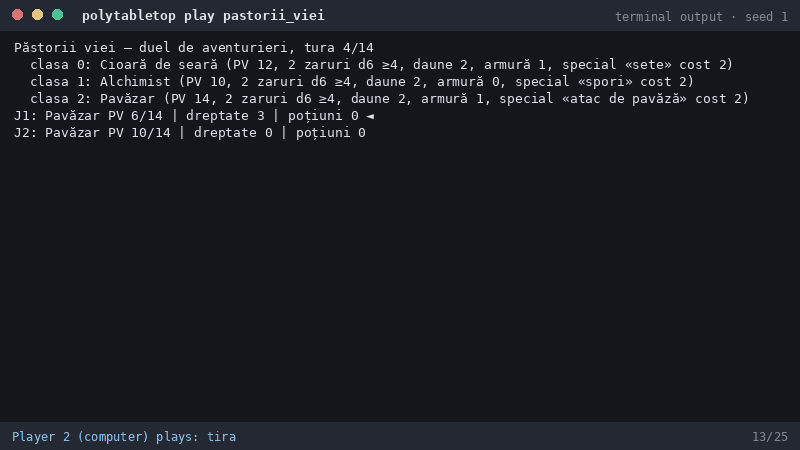 polytabletop play pastorii_viei
terminal output · seed 1
Păstorii viei — duel de aventurieri, tura 4/14
clasa 0: Cioară de seară (PV 12, 2 zaruri d6 ≥4, daune 2, armură 1, special «sete» cost 2)
clasa 1: Alchimist (PV 10, 2 zaruri d6 ≥4, daune 2, armură 0, special «spori» cost 2)
clasa 2: Pavăzar (PV 14, 2 zaruri d6 ≥4, daune 2, armură 1, special «atac de pavăză» cost 2)
J1: Pavăzar PV 6/14 | dreptate 3 | poțiuni 0 ◄
J2: Pavăzar PV 10/14 | dreptate 0 | poțiuni 0
Player 2 (computer) plays: tira
13/25